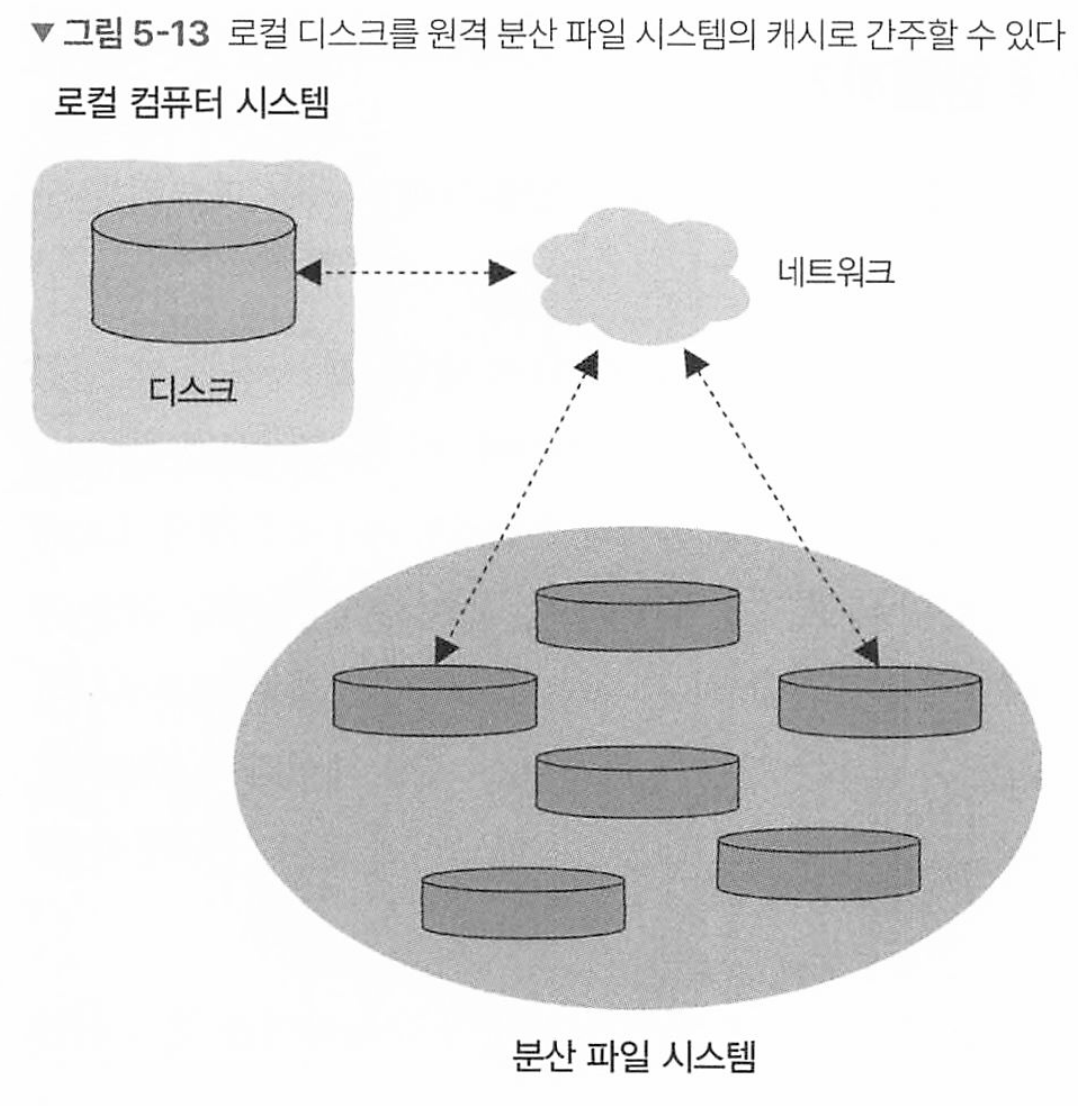 ▼ 그림 5-13 로컬 디스크를 원격 분산 파일 시스템의 캐시로 간주할 수 있다
로컬 컴퓨터 시스템
네트워크
디스크
분산 파일 시스템